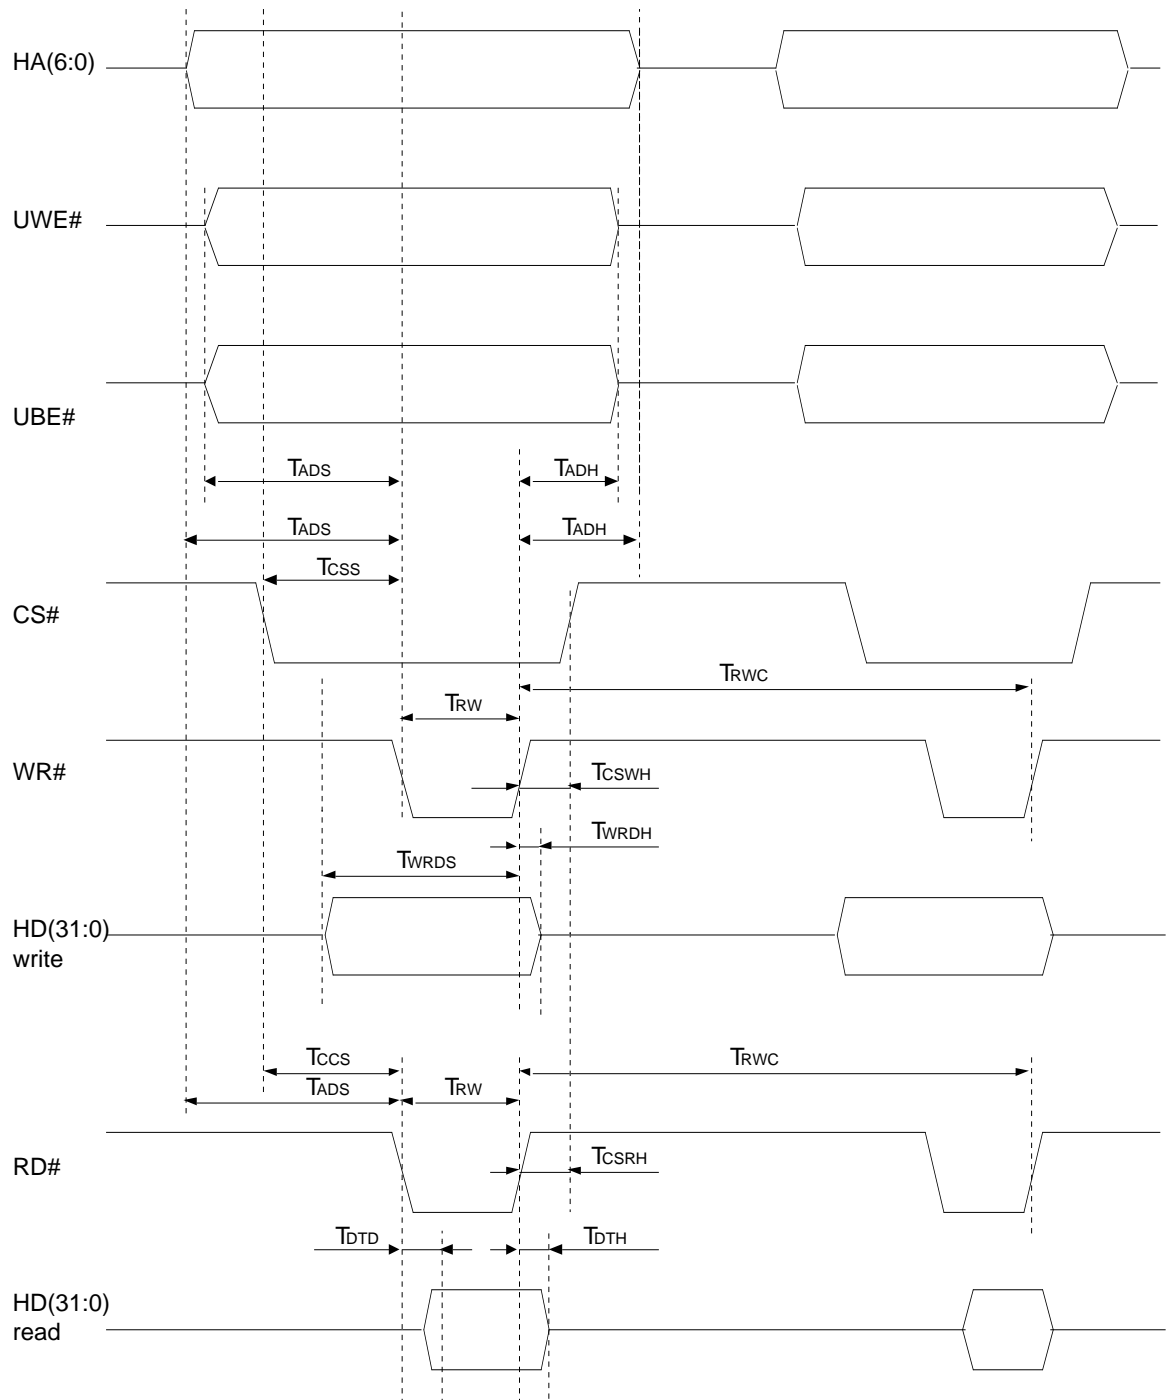 HA(6:0)
UWE#
UBE#
TADS TADH
TADS TADH
TCSS
CS#
TRWC
TRW
WR# TCSWH
TWRDH
TWRDS
HD(31:0)
write
TCCS TRWC
TADS TRW
RD# TCSRH
TDTD TDTH
HD(31:0)
read